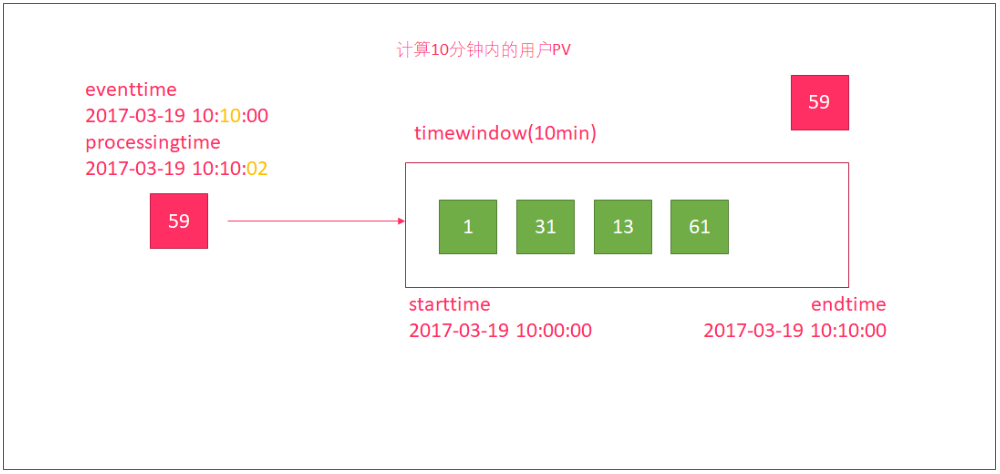 计算10分钟内的用户PV
eventtime
2017-03-19 10:10:00
processingtime
2017-03-19 10:10:02
59
59
timewindow(10min)
1
31
13
61
starttime
2017-03-19 10:00:00
endtime
2017-03-19 10:10:00